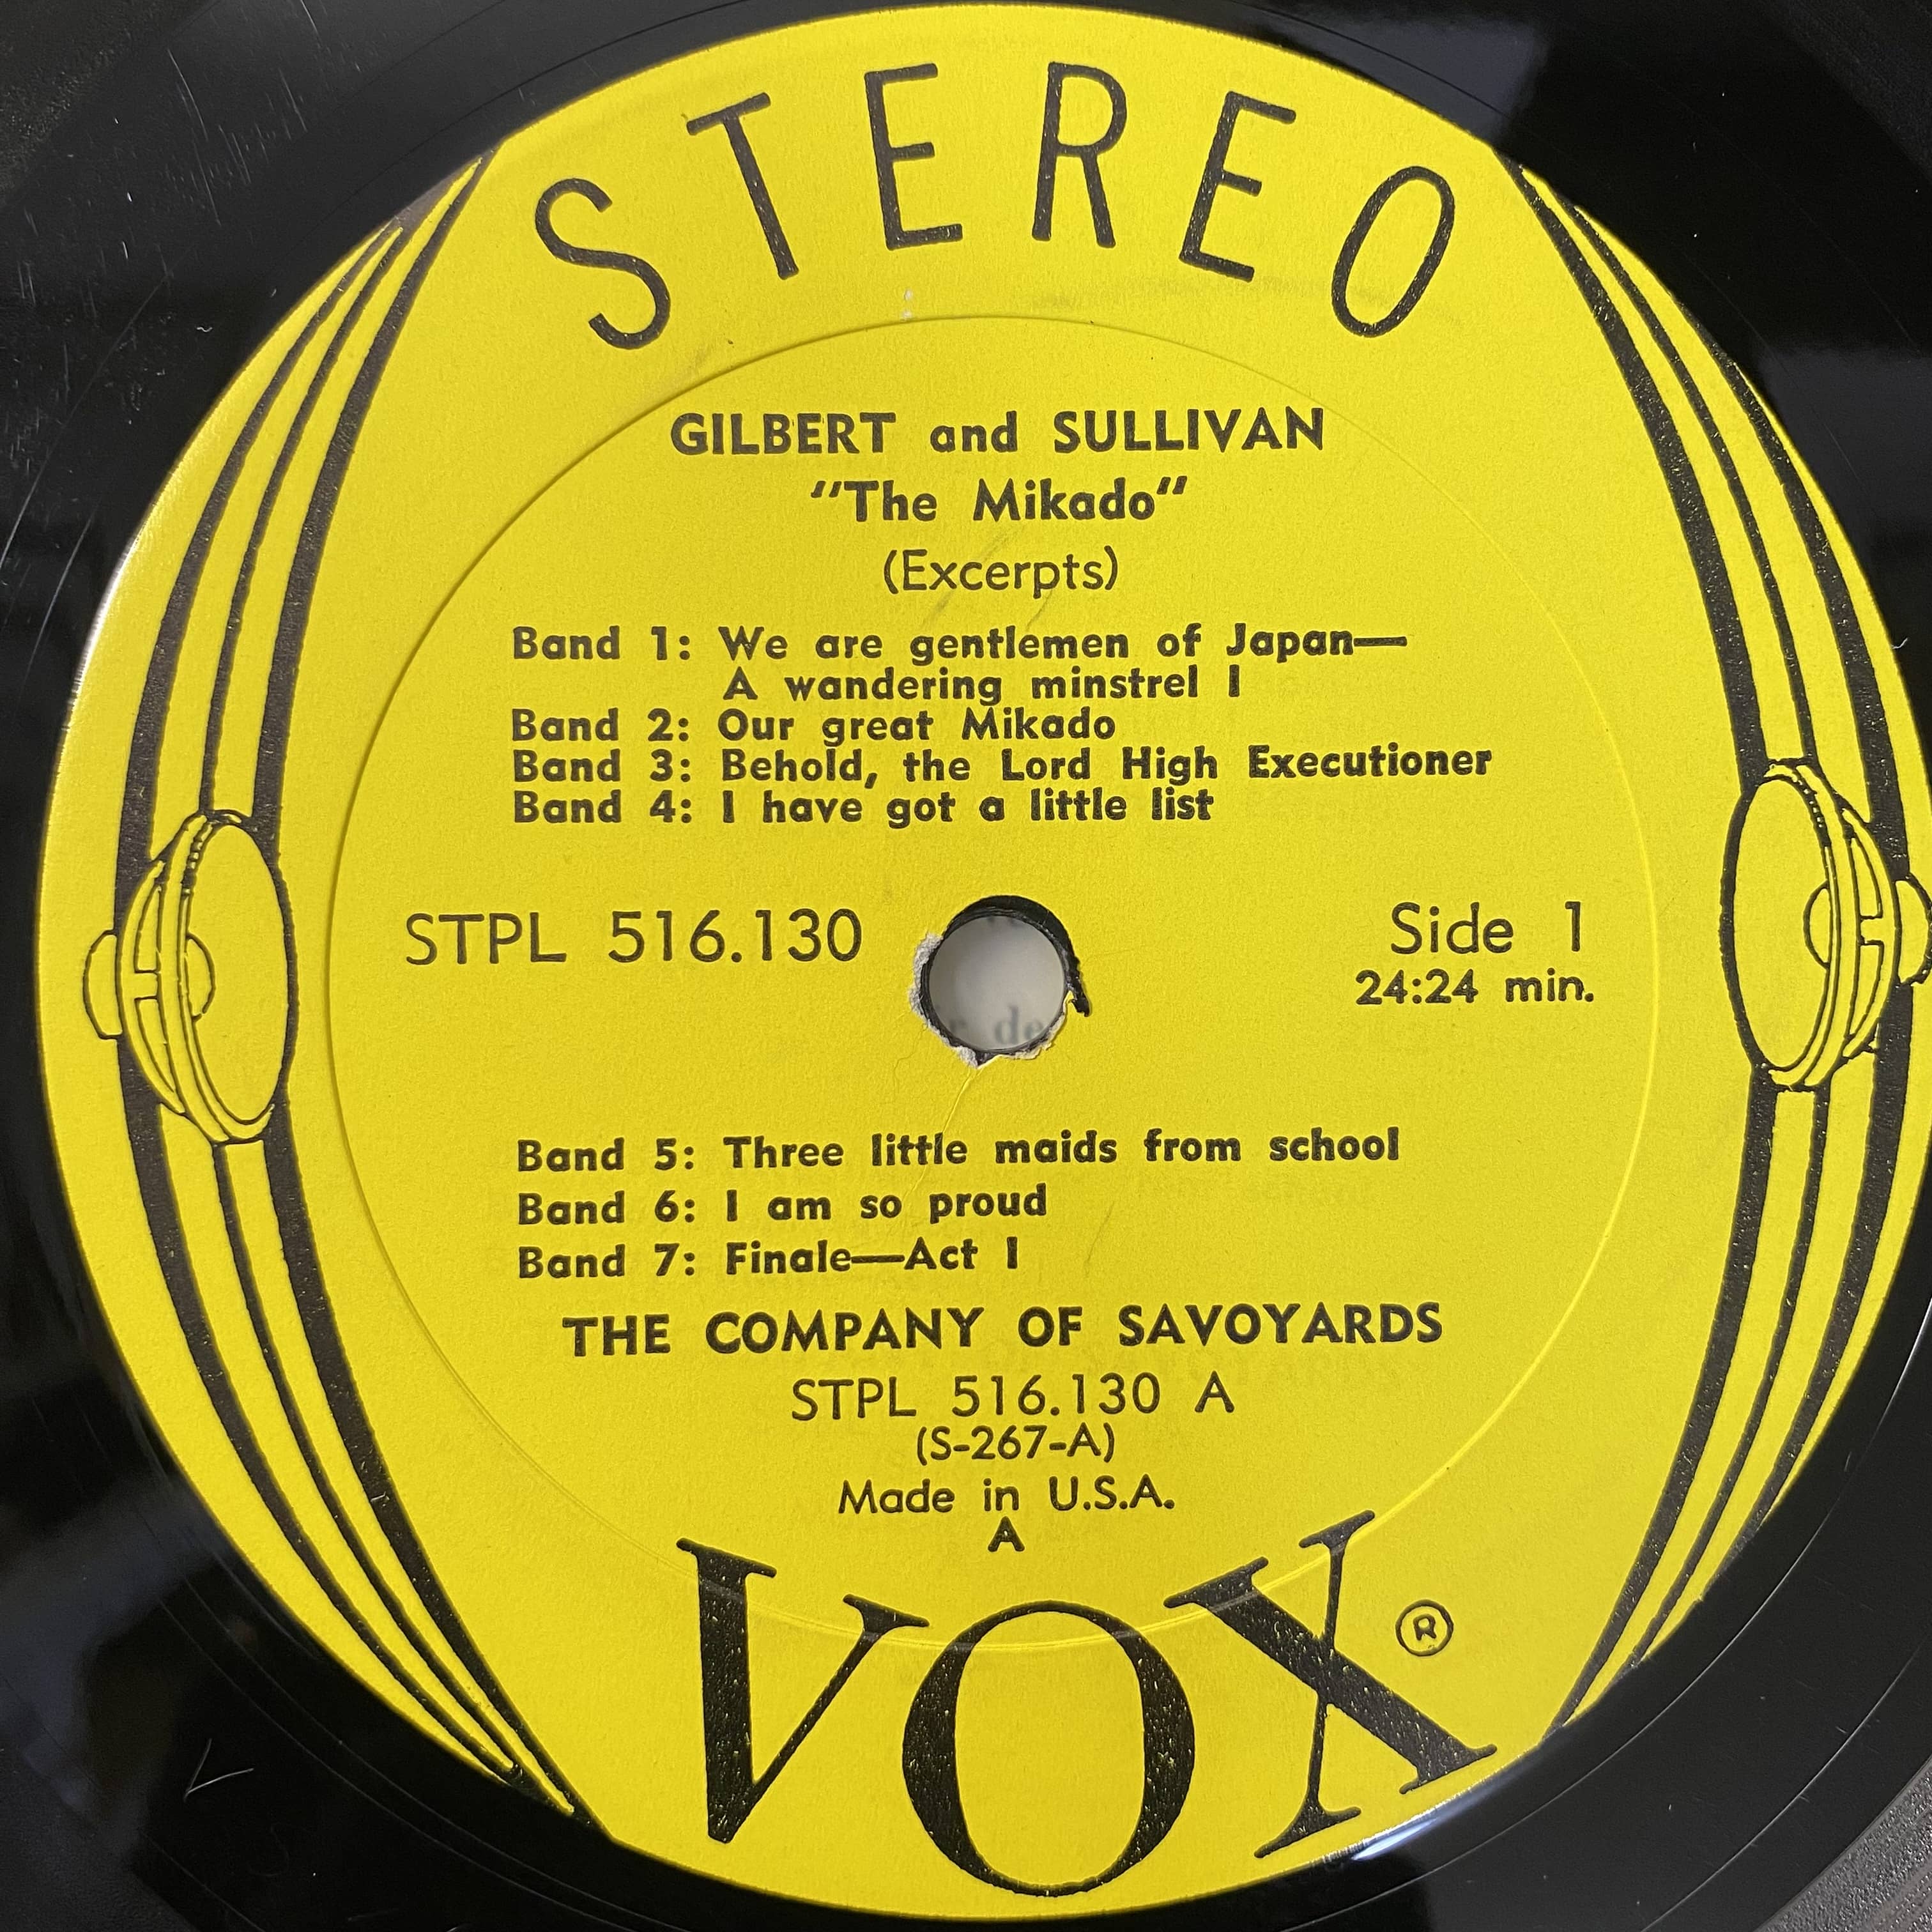 STEREO
GILBERT and SULLIVAN
"The Mikado"
(Excerpts)
Band 1: We are gentlemen of Japan—
A wandering minstrel I
Band 2: Our great Mikado
Band 3: Behold, the Lord High Executioner
Band 4: I have got a little list
STPL 516.130
Side 1
24:24 min.
de
Band 5: Three little maids from school
Band 6: I am so proud
Band 7: Finale—Act I
THE COMPANY OF SAVOYARDS
STPL 516.130 A
(S-267-A)
Made in U.S.A.
A
VOX ®